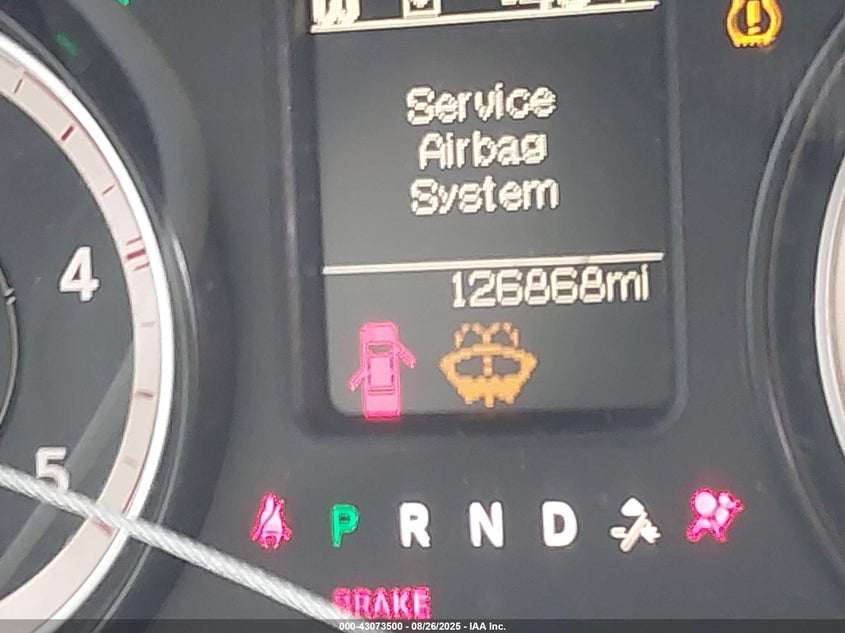 Service
Airbag
System
126868mi
4
5
P R N D
BRAKE
000-43073500 - 08/26/2025 - IAA Inc.